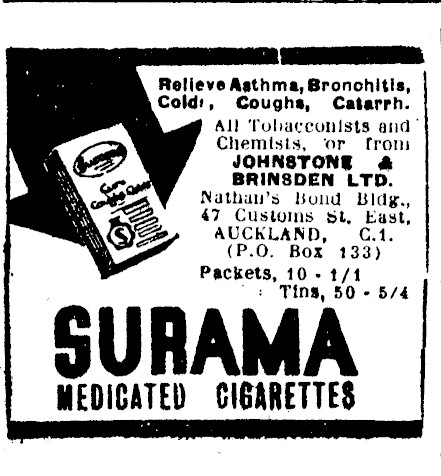 Relieve Asthma, Bronchitis,
Colds, Coughs, Catarrh.
All Tobacconists and
Chemists, or from
JOHNSTONE &
BRINSDEN LTD.
Nathan's Bond Bldg.,
47 Customs St. East,
AUCKLAND, C.1.
(P.O. Box 133)
Packets, 10 - 1/1
Tins, 50 - 5/4
SURAMA
MEDICATED CIGARETTES